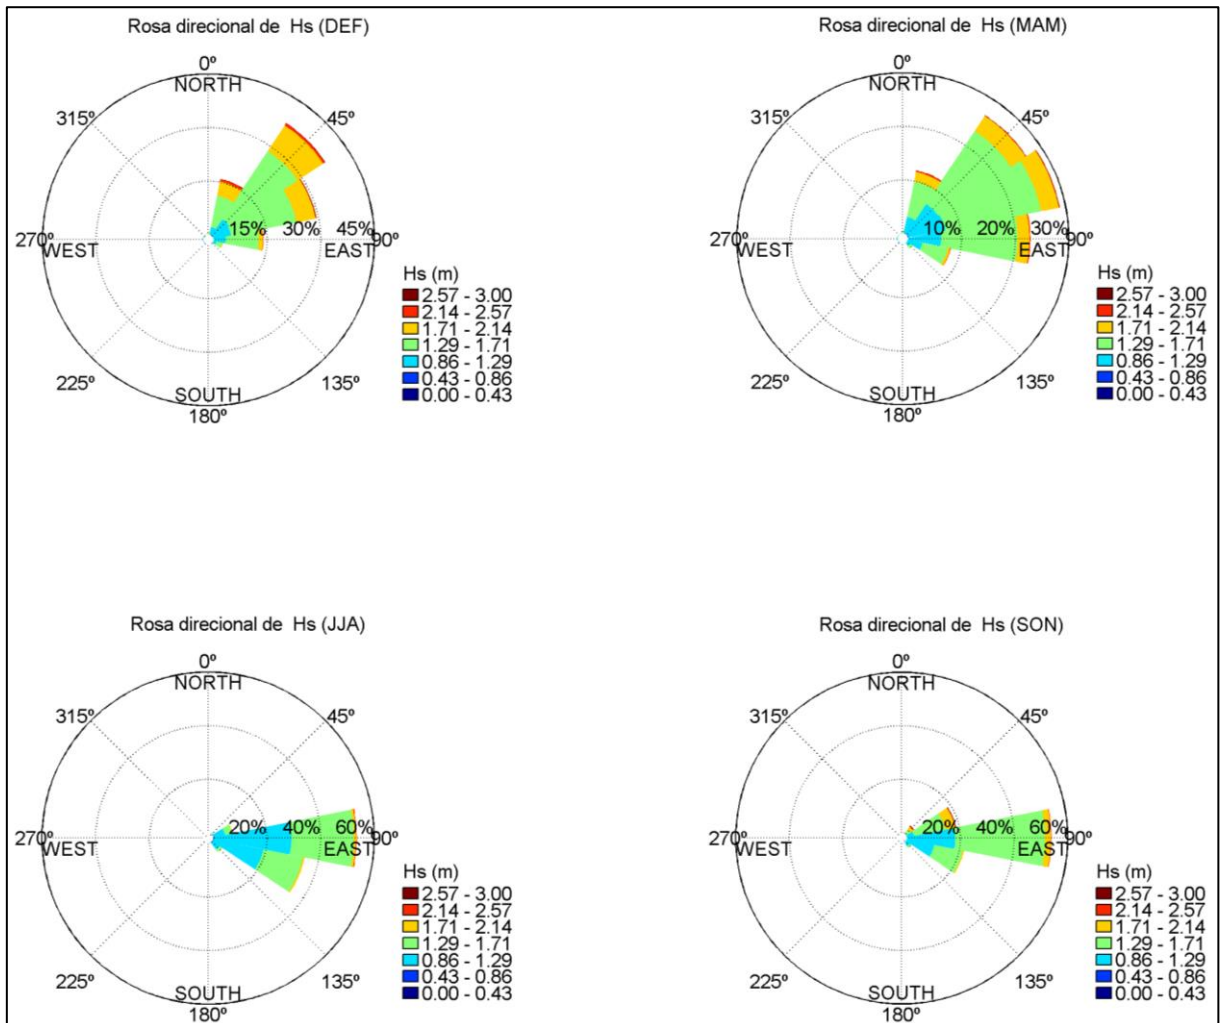 Rosa direcional de  Hs (DEF)
0º
NORTH
315º
45º
15%
30%
45%
270º
WEST
EAST
90º
225º
135º
SOUTH
180º
Hs (m)
2.57 - 3.00
2.14 - 2.57
1.71 - 2.14
1.29 - 1.71
0.86 - 1.29
0.43 - 0.86
0.00 - 0.43
Rosa direcional de  Hs (MAM)
0º
NORTH
315º
45º
10%
20%
30%
270º
WEST
EAST
90º
225º
135º
SOUTH
180º
Hs (m)
2.57 - 3.00
2.14 - 2.57
1.71 - 2.14
1.29 - 1.71
0.86 - 1.29
0.43 - 0.86
0.00 - 0.43
Rosa direcional de  Hs (JJA)
0º
NORTH
315º
45º
20%
40%
60%
270º
WEST
EAST
90º
225º
135º
SOUTH
180º
Hs (m)
2.57 - 3.00
2.14 - 2.57
1.71 - 2.14
1.29 - 1.71
0.86 - 1.29
0.43 - 0.86
0.00 - 0.43
Rosa direcional de  Hs (SON)
0º
NORTH
315º
45º
20%
40%
60%
270º
WEST
EAST
90º
225º
135º
SOUTH
180º
Hs (m)
2.57 - 3.00
2.14 - 2.57
1.71 - 2.14
1.29 - 1.71
0.86 - 1.29
0.43 - 0.86
0.00 - 0.43